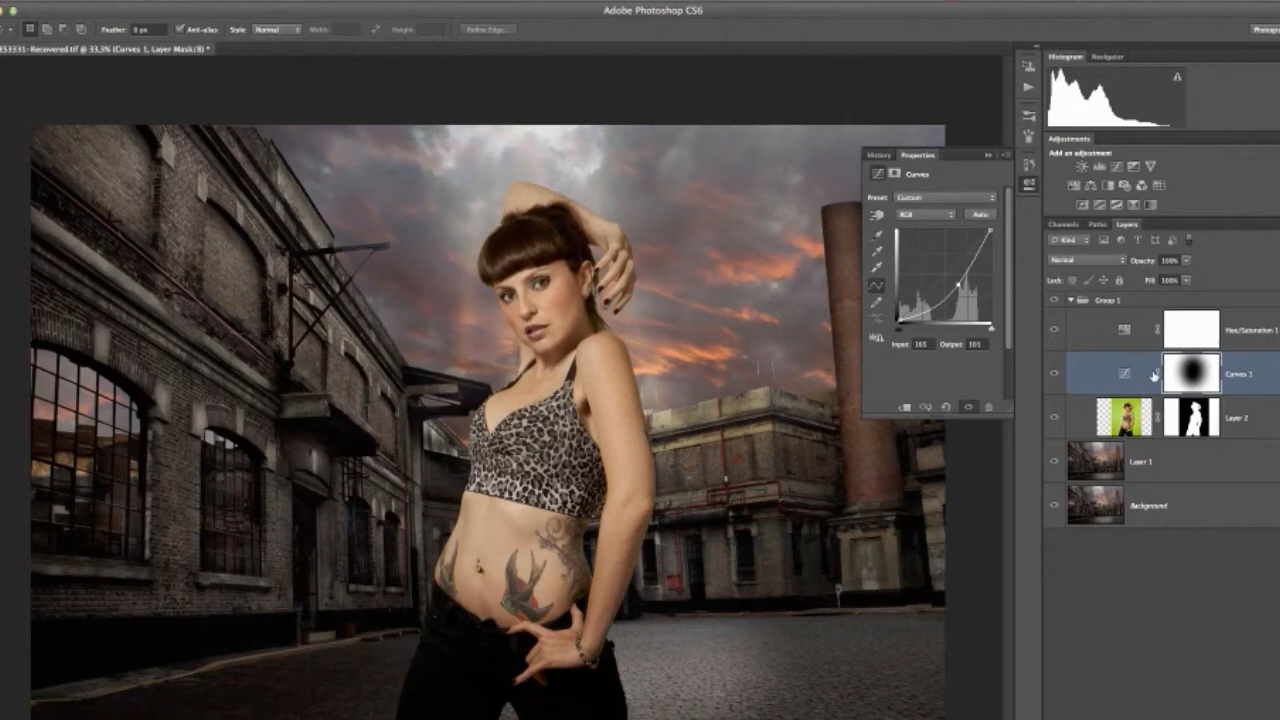 Adobe Photoshop CS6
Feather: 0 px Anti-alias Style: Normal Width: Height: Refine Edge...
ES3331-Recovered.tif @ 33,3% (Curves 1, Layer Mask/8) *
Histogram Navigator
Adjustments
Add an adjustment
History Properties
Curves
Preset: Custom
RGB Auto
Input: 165 Output: 101
Channels Paths Layers
Kind
Normal Opacity: 100%
Lock: Fill: 100%
Group 1
Hue/Saturation 1
Curves 1
Layer 2
Layer 1
Background